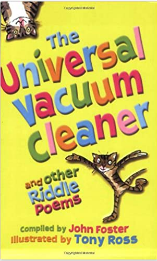 The
Universal
Vacuum
Cleaner
and other
Riddle
Poems
Compiled by John Foster
Illustrated by Tony Ross